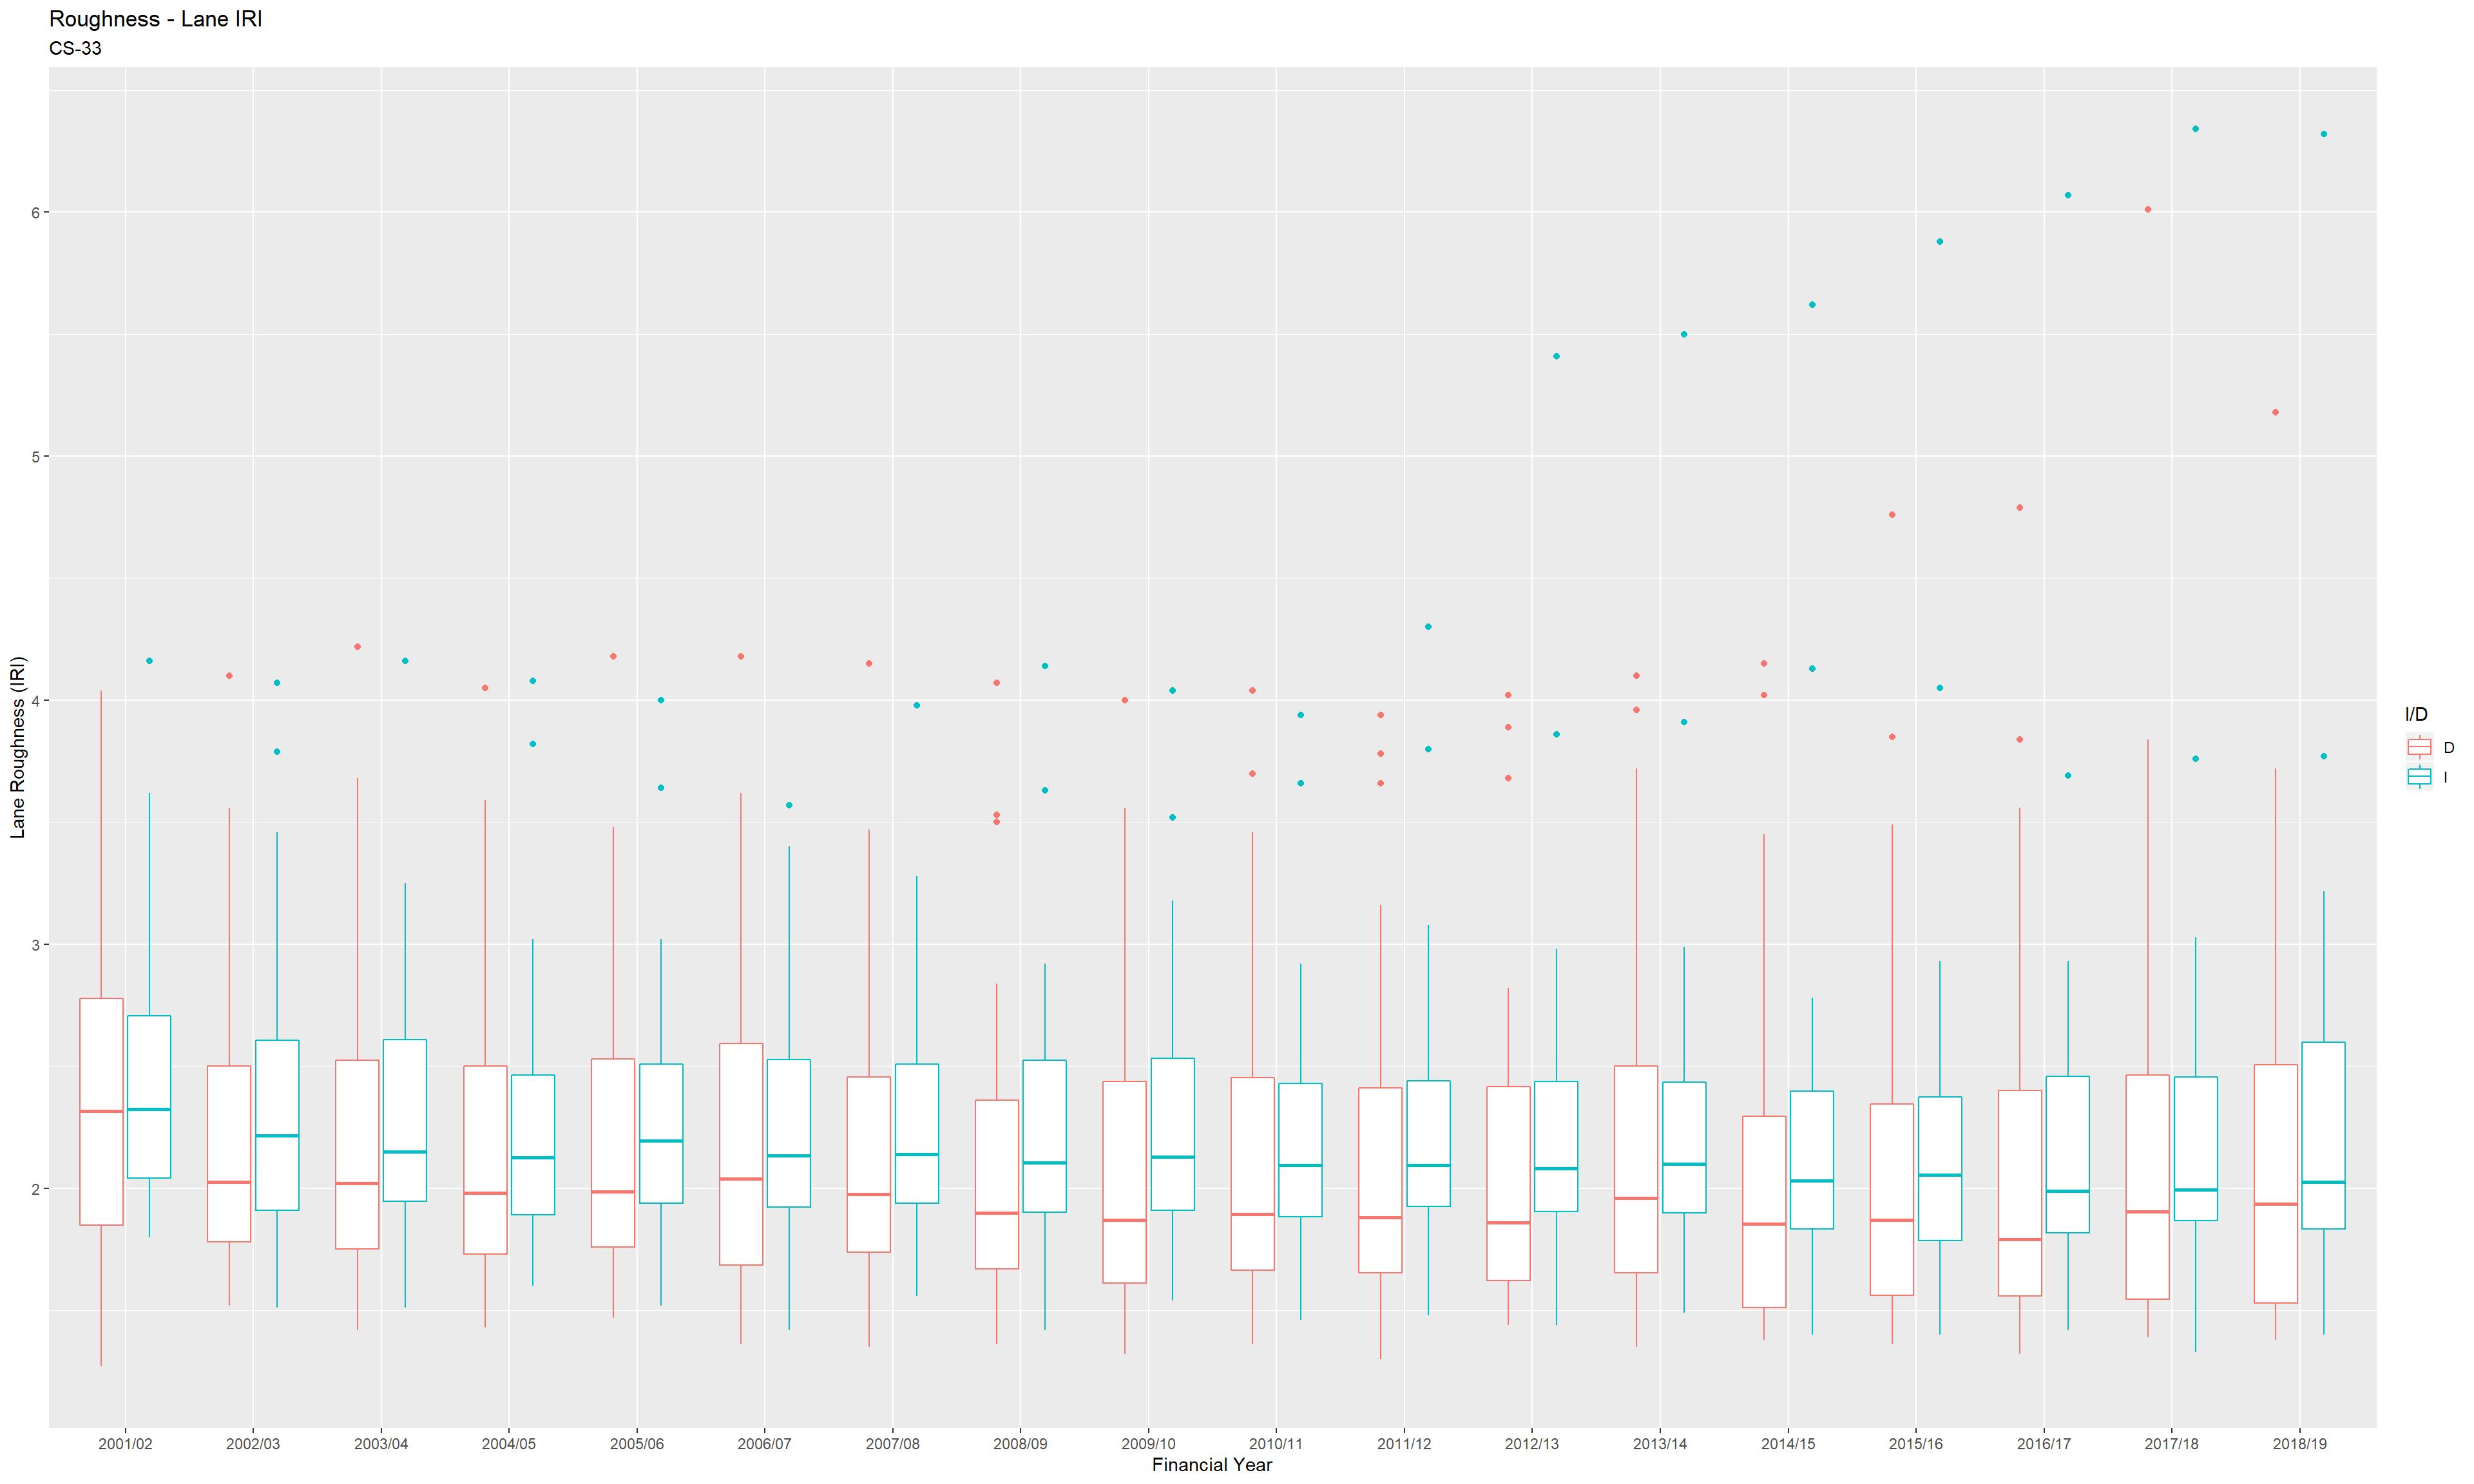 Roughness - Lane IRI
CS-33
Lane Roughness (IRI)
6
5
4
3
2
2001/02 2002/03 2003/04 2004/05 2005/06 2006/07 2007/08 2008/09 2009/10 2010/11 2011/12 2012/13 2013/14 2014/15 2015/16 2016/17 2017/18 2018/19
Financial Year
I/D
D
I